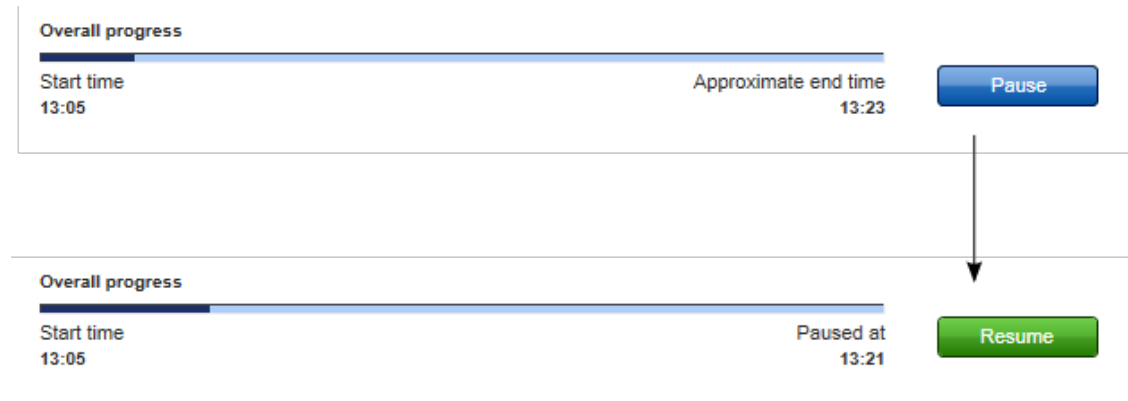 Overall progress
Start time
Approximate end time
Pause
13:05
13:23
Overall progress
Start time
Paused at
Resume
13:05
13:21